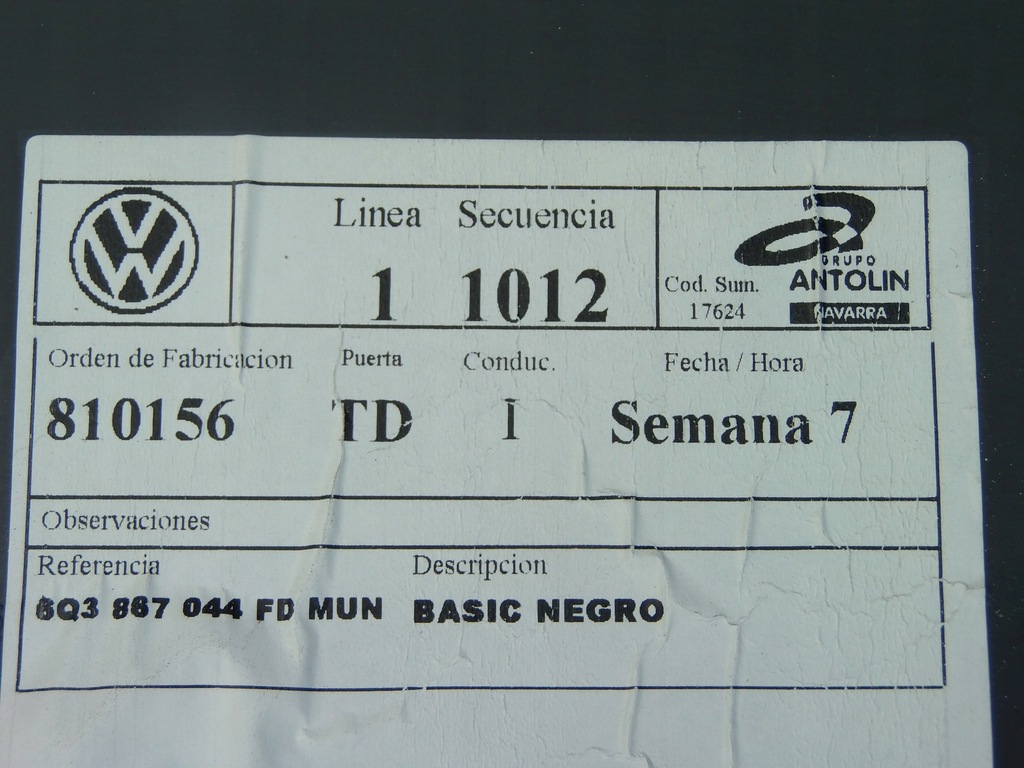 VW
Linea Secuencia
1 1012
GRUPO
ANTOLIN
NAVARRA
Cod. Sum.
17624
Orden de Fabricacion Puerta Conduc. Fecha / Hora
810156 TD I Semana 7
Observaciones
Referencia Descripcion
6Q3 867 044 FD MUN BASIC NEGRO